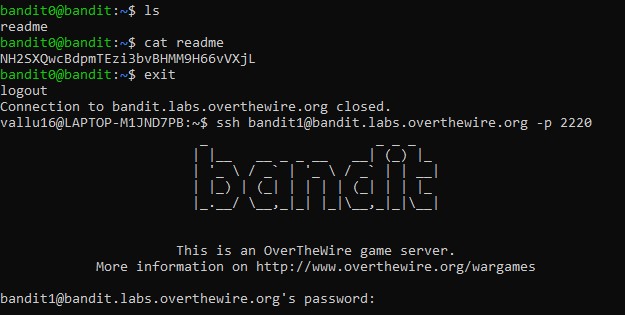 bandit0@bandit:~$ ls
readme
bandit0@bandit:~$ cat readme
NH2SXQwcBdpmTEzi3bvBHMM9H66vVXjL
bandit0@bandit:~$ exit
logout
Connection to bandit.labs.overthewire.org closed.
vallu16@LAPTOP-M1JND7PB:~$ ssh bandit1@bandit.labs.overthewire.org -p 2220
bandit
This is an OverTheWire game server.
More information on http://www.overthewire.org/wargames
bandit1@bandit.labs.overthewire.org's password: